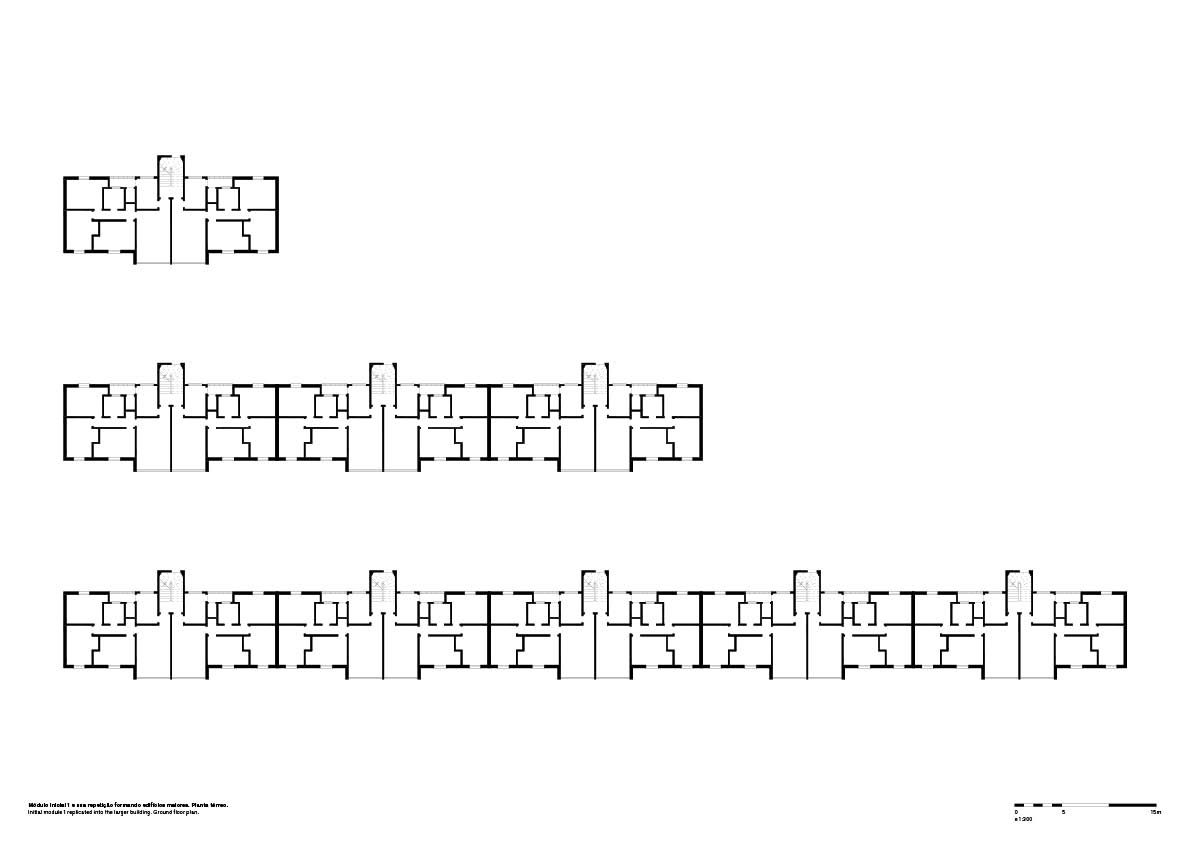 Módulo inicial 1 e sua repetição formando edifícios maiores. Planta térreo.
Initial module 1 replicated into the larger building. Ground floor plan.
0 5 15m
e 1:300